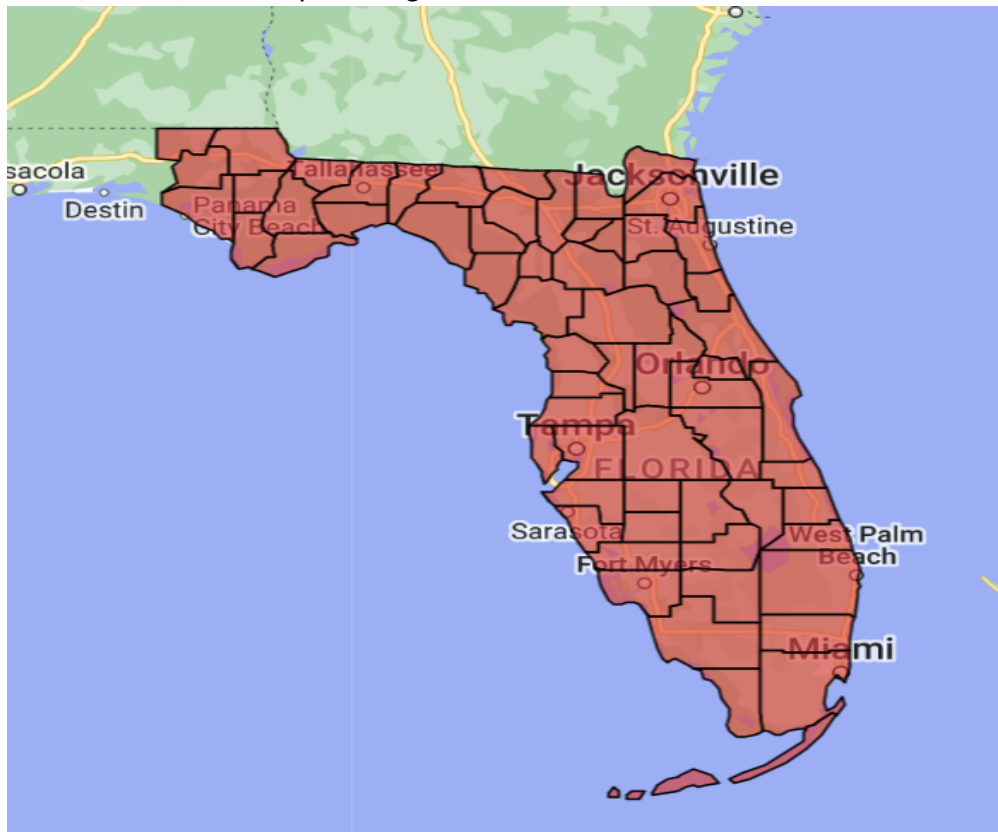 sacola
Destin
Tallahassee
Panama
City Beach
Jacksonville
St. Augustine
Orlando
Tampa
FLORIDA
Sarasota
Fort Myers
West Palm
Beach
Miami